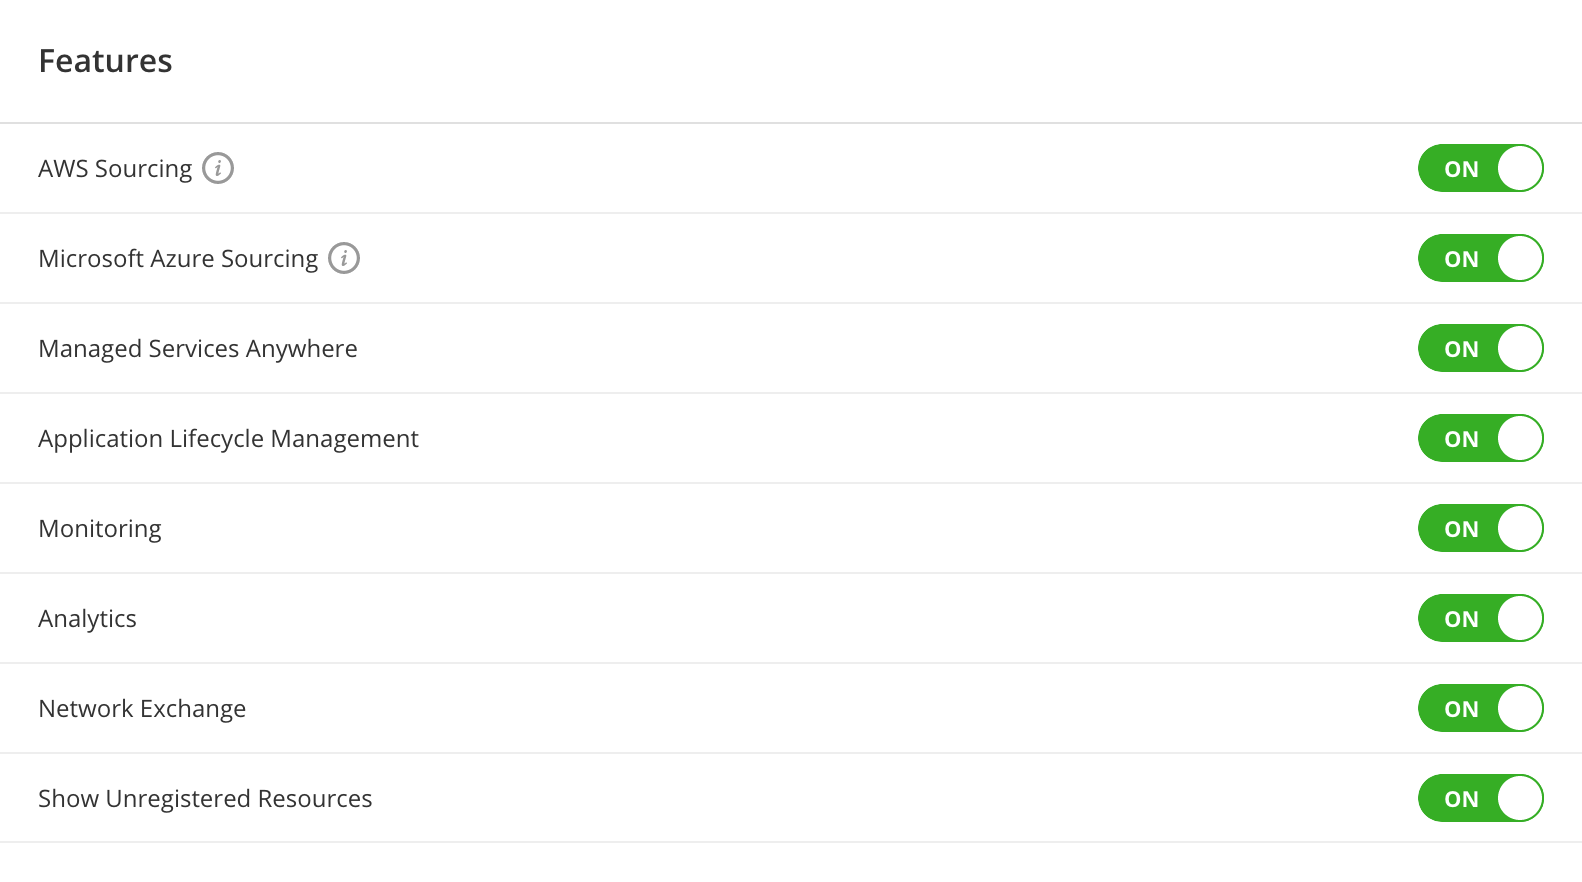 Features
AWS Sourcing i ON
Microsoft Azure Sourcing i ON
Managed Services Anywhere ON
Application Lifecycle Management ON
Monitoring ON
Analytics ON
Network Exchange ON
Show Unregistered Resources ON